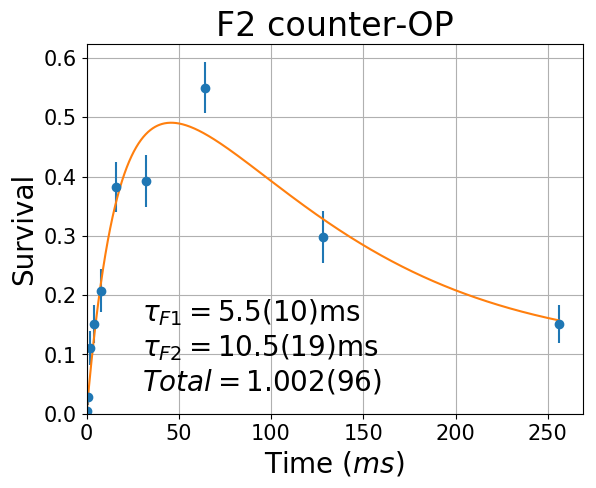 F2 counter-OP
Survival
0.6
0.5
0.4
0.3
0.2
0.1
0.0
τF1 = 5.5(10)ms
τF2 = 10.5(19)ms
Total = 1.002(96)
0 50 100 150 200 250
Time (ms)